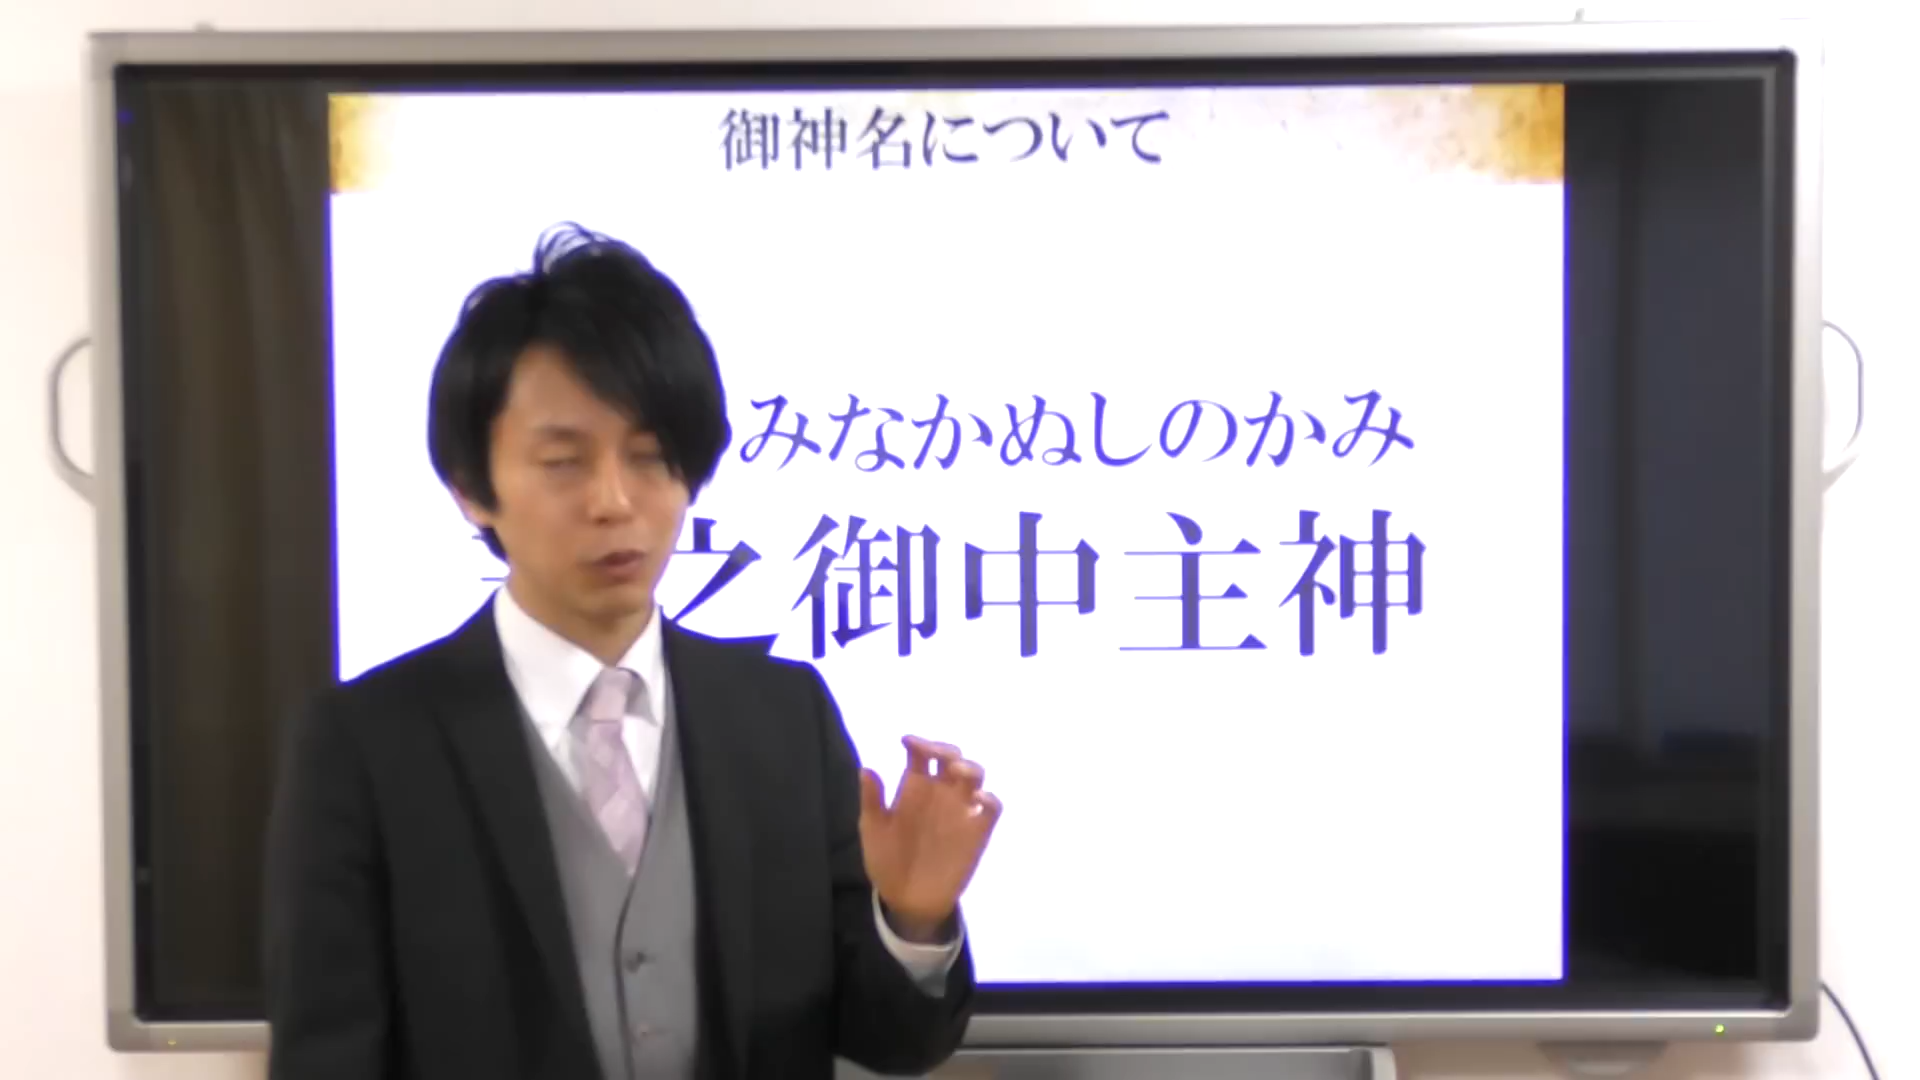 御神名について
みなかぬしのかみ
之御中主神